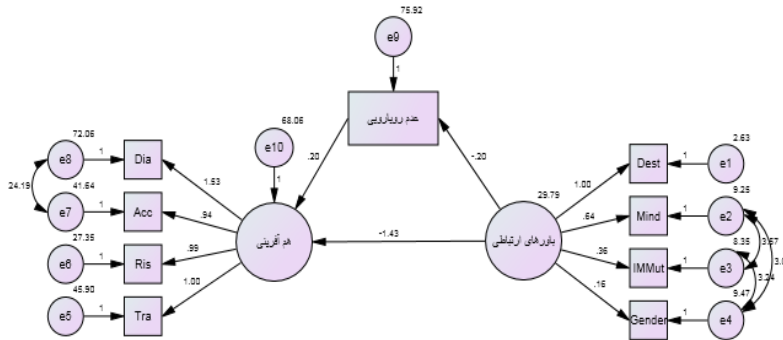 75.92
e9
1
عدم رویارویی
72.06
e8
1
Dia
68.06
e10
1
.20
-.20
2.63
Dest
1
e1
1.53
29.79
1.00
24.19
41.64
e7
1
Acc
.94
هم آفرینی
-1.43
باورهای ارتباطی
.64
Mind
1
9.25
e2
27.35
e6
1
Ris
.99
.36
IMMut
1
8.35
e3
3.67
3.24
45.90
e5
1
Tra
1.00
.16
Gender
1
9.47
e4